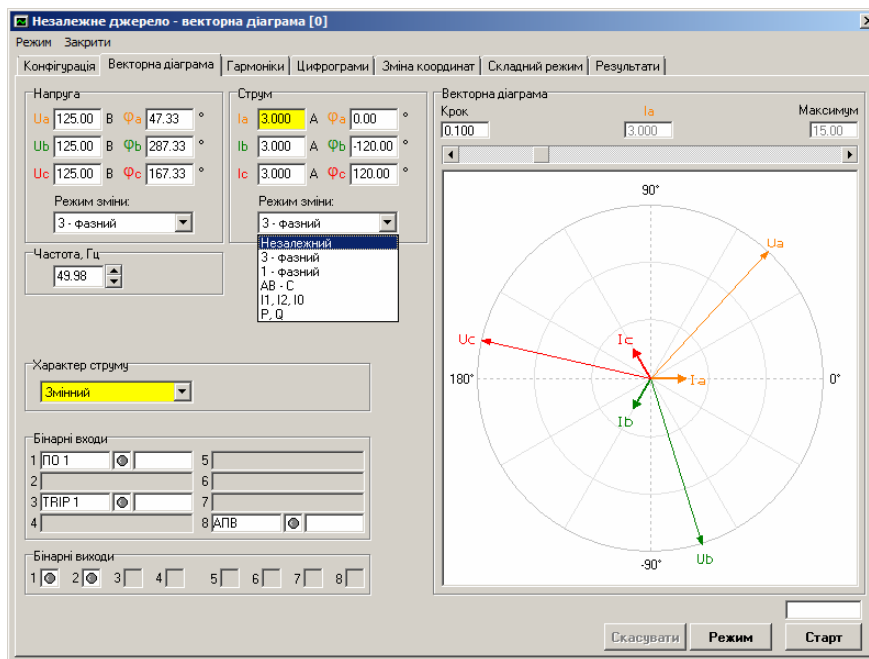 Незалежне джерело - векторна діаграма [0]
Режим Закрити
Конфігурація Векторна діаграма Гармоніки Цифрограми Зміна координат Складний режим Результати
Напруга
Ua 125.00 В φa 47.33 °
Ub 125.00 В φb 287.33 °
Uc 125.00 В φc 167.33 °
Режим зміни:
3 - фазний
Струм
Ia 3.000 А φa 0.00 °
Ib 3.000 А φb -120.00 °
Ic 3.000 А φc 120.00 °
Режим зміни:
3 - фазний
Незалежний
3 - фазний
1 - фазний
AB - C
I1, I2, I0
P, Q
Частота, Гц
49.98
Характер струму
Змінний
Бінарні входи
1 ПО 1 5
2 6
3 TRIP 1 7
4 8 АПВ
Бінарні виходи
1 2 3 4 5 6 7 8
Векторна діаграма
Крок Ia Максимум
0.100 3.000 15.00
90°
Ua
Uc
Ic
180° Ia 0°
Ib
Ub
-90°
Скасувати Режим Старт